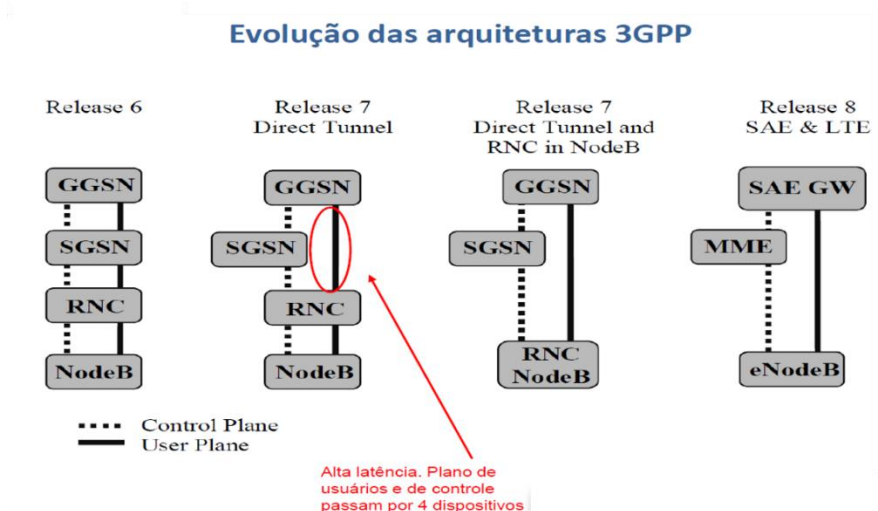 Evolução das arquiteturas 3GPP
Release 6
Release 7
Direct Tunnel
Release 7
Direct Tunnel and
RNC in NodeB
Release 8
SAE & LTE
GGSN
SGSN
RNC
NodeB
GGSN
SGSN
RNC
NodeB
GGSN
SGSN
RNC
NodeB
SAE GW
MME
eNodeB
Control Plane
User Plane
Alta latência. Plano de
usuários e de controle
passam por 4 dispositivos